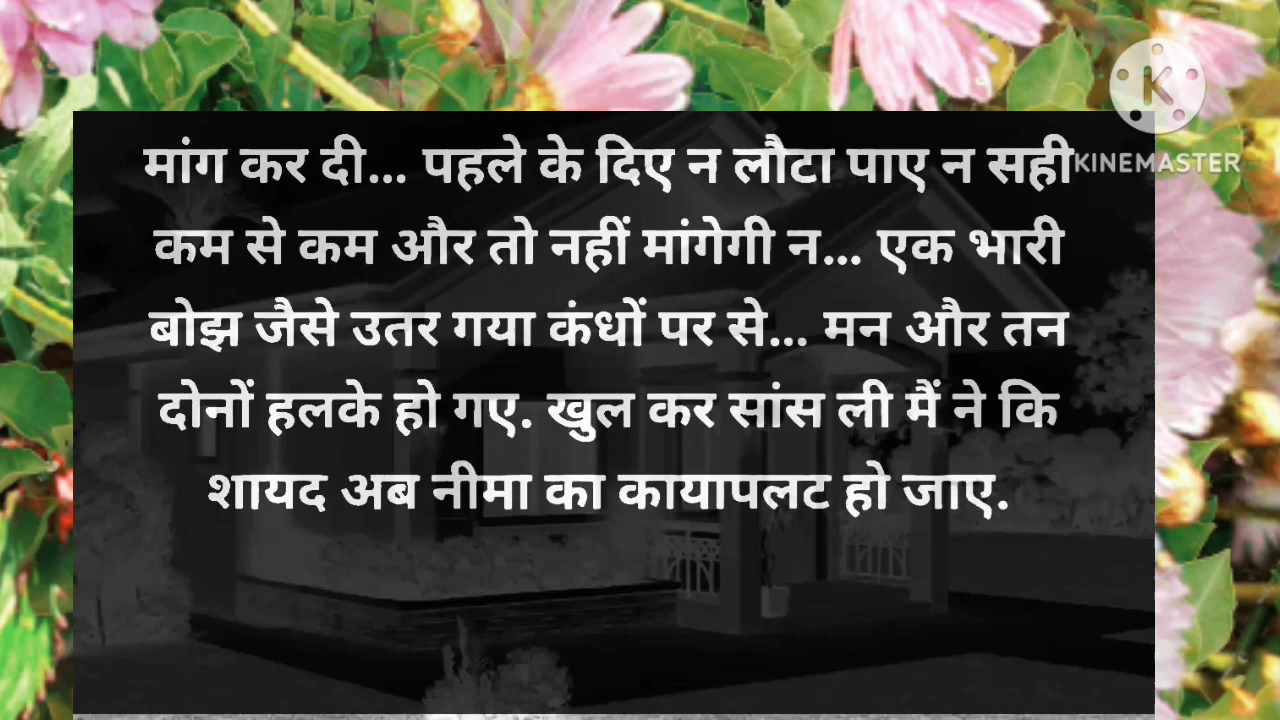 मांग कर दी... पहले के दिए न लौटा पाए न सही
कम से कम और तो नहीं मांगेगी न... एक भारी
बोझ जैसे उतर गया कंधों पर से... मन और तन
दोनों हलके हो गए. खुल कर सांस ली मैं ने कि
शायद अब नीमा का कायापलट हो जाए.
K
KINEMASTER